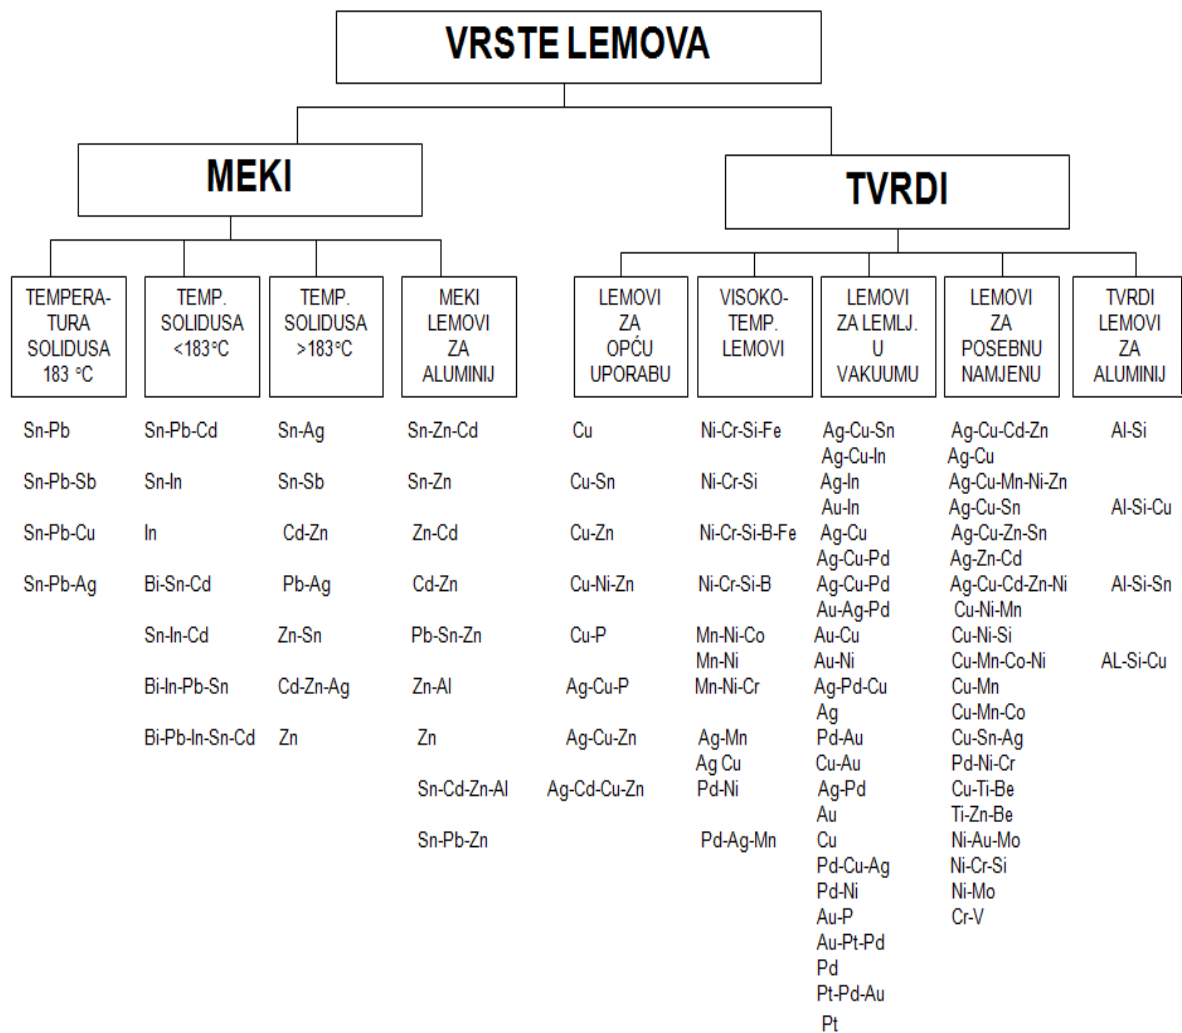 VRSTE LEMOVA
MEKI
TVRDI
TEMPERA-
TURA
SOLIDUSA
183 °C
TEMP.
SOLIDUSA
<183°C
TEMP.
SOLIDUSA
>183°C
MEKI
LEMOVI
ZA
ALUMINIJ
LEMOVI
ZA
OPĆU
UPORABU
VISOKO-
TEMP.
LEMOVI
LEMOVI
ZA LEMLJ.
U
VAKUUMU
LEMOVI
ZA
POSEBNU
NAMJENU
TVRDI
LEMOVI
ZA
ALUMINIJ
Sn-Pb
Sn-Pb-Sb
Sn-Pb-Cu
Sn-Pb-Ag
Sn-Pb-Cd
Sn-In
In
Bi-Sn-Cd
Sn-In-Cd
Bi-In-Pb-Sn
Bi-Pb-In-Sn-Cd
Sn-Ag
Sn-Sb
Cd-Zn
Pb-Ag
Zn-Sn
Cd-Zn-Ag
Zn
Sn-Zn-Cd
Sn-Zn
Zn-Cd
Cd-Zn
Pb-Sn-Zn
Zn-Al
Zn
Sn-Cd-Zn-Al
Sn-Pb-Zn
Cu
Cu-Sn
Cu-Zn
Cu-Ni-Zn
Cu-P
Ag-Cu-P
Ag-Cu-Zn
Ag-Cd-Cu-Zn
Ni-Cr-Si-Fe
Ni-Cr-Si
Ni-Cr-Si-B-Fe
Ni-Cr-Si-B
Mn-Ni-Co
Mn-Ni
Mn-Ni-Cr
Ag-Mn
Ag Cu
Pd-Ni
Pd-Ag-Mn
Ag-Cu-Sn
Ag-Cu-In
Ag-In
Au-In
Ag-Cu
Ag-Cu-Pd
Ag-Cu-Pd
Au-Ag-Pd
Au-Cu
Au-Ni
Ag-Pd-Cu
Ag
Pd-Au
Cu-Au
Ag-Pd
Au
Cu
Pd-Cu-Ag
Pd-Ni
Au-P
Au-Pt-Pd
Pd
Pt-Pd-Au
Pt
Ag-Cu-Cd-Zn
Ag-Cu
Ag-Cu-Mn-Ni-Zn
Ag-Cu-Sn
Ag-Cu-Zn-Sn
Ag-Zn-Cd
Ag-Cu-Cd-Zn-Ni
Cu-Ni-Mn
Cu-Ni-Si
Cu-Mn-Co-Ni
Cu-Mn
Cu-Mn-Co
Cu-Sn-Ag
Pd-Ni-Cr
Cu-Ti-Be
Ti-Zn-Be
Ni-Au-Mo
Ni-Cr-Si
Ni-Mo
Cr-V
Al-Si
Al-Si-Cu
Al-Si-Sn
AL-Si-Cu